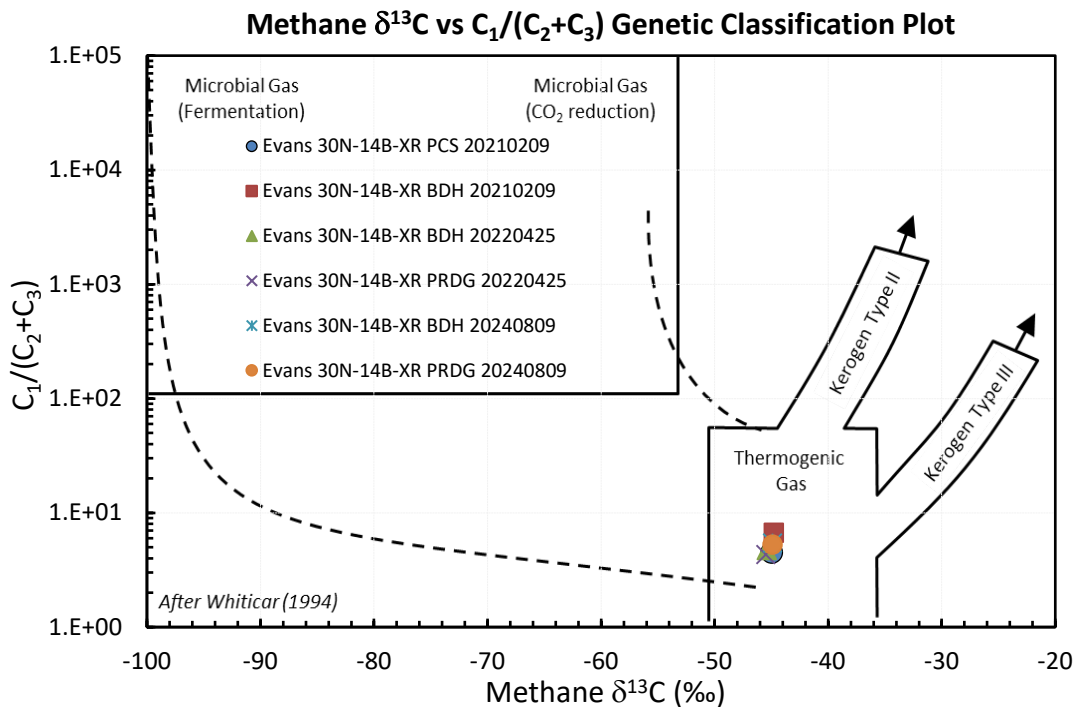 Methane δ¹³C vs C₁/(C₂+C₃) Genetic Classification Plot
C₁/(C₂+C₃)
1.E+05
1.E+04
1.E+03
1.E+02
1.E+01
1.E+00
Microbial Gas
(Fermentation)
Microbial Gas
(CO₂ reduction)
Evans 30N-14B-XR PCS 20210209
Evans 30N-14B-XR BDH 20210209
Evans 30N-14B-XR BDH 20220425
Evans 30N-14B-XR PRDG 20220425
Evans 30N-14B-XR BDH 20240809
Evans 30N-14B-XR PRDG 20240809
Kerogen Type II
Kerogen Type III
Thermogenic
Gas
After Whiticar (1994)
-100 -90 -80 -70 -60 -50 -40 -30 -20
Methane δ¹³C (‰)